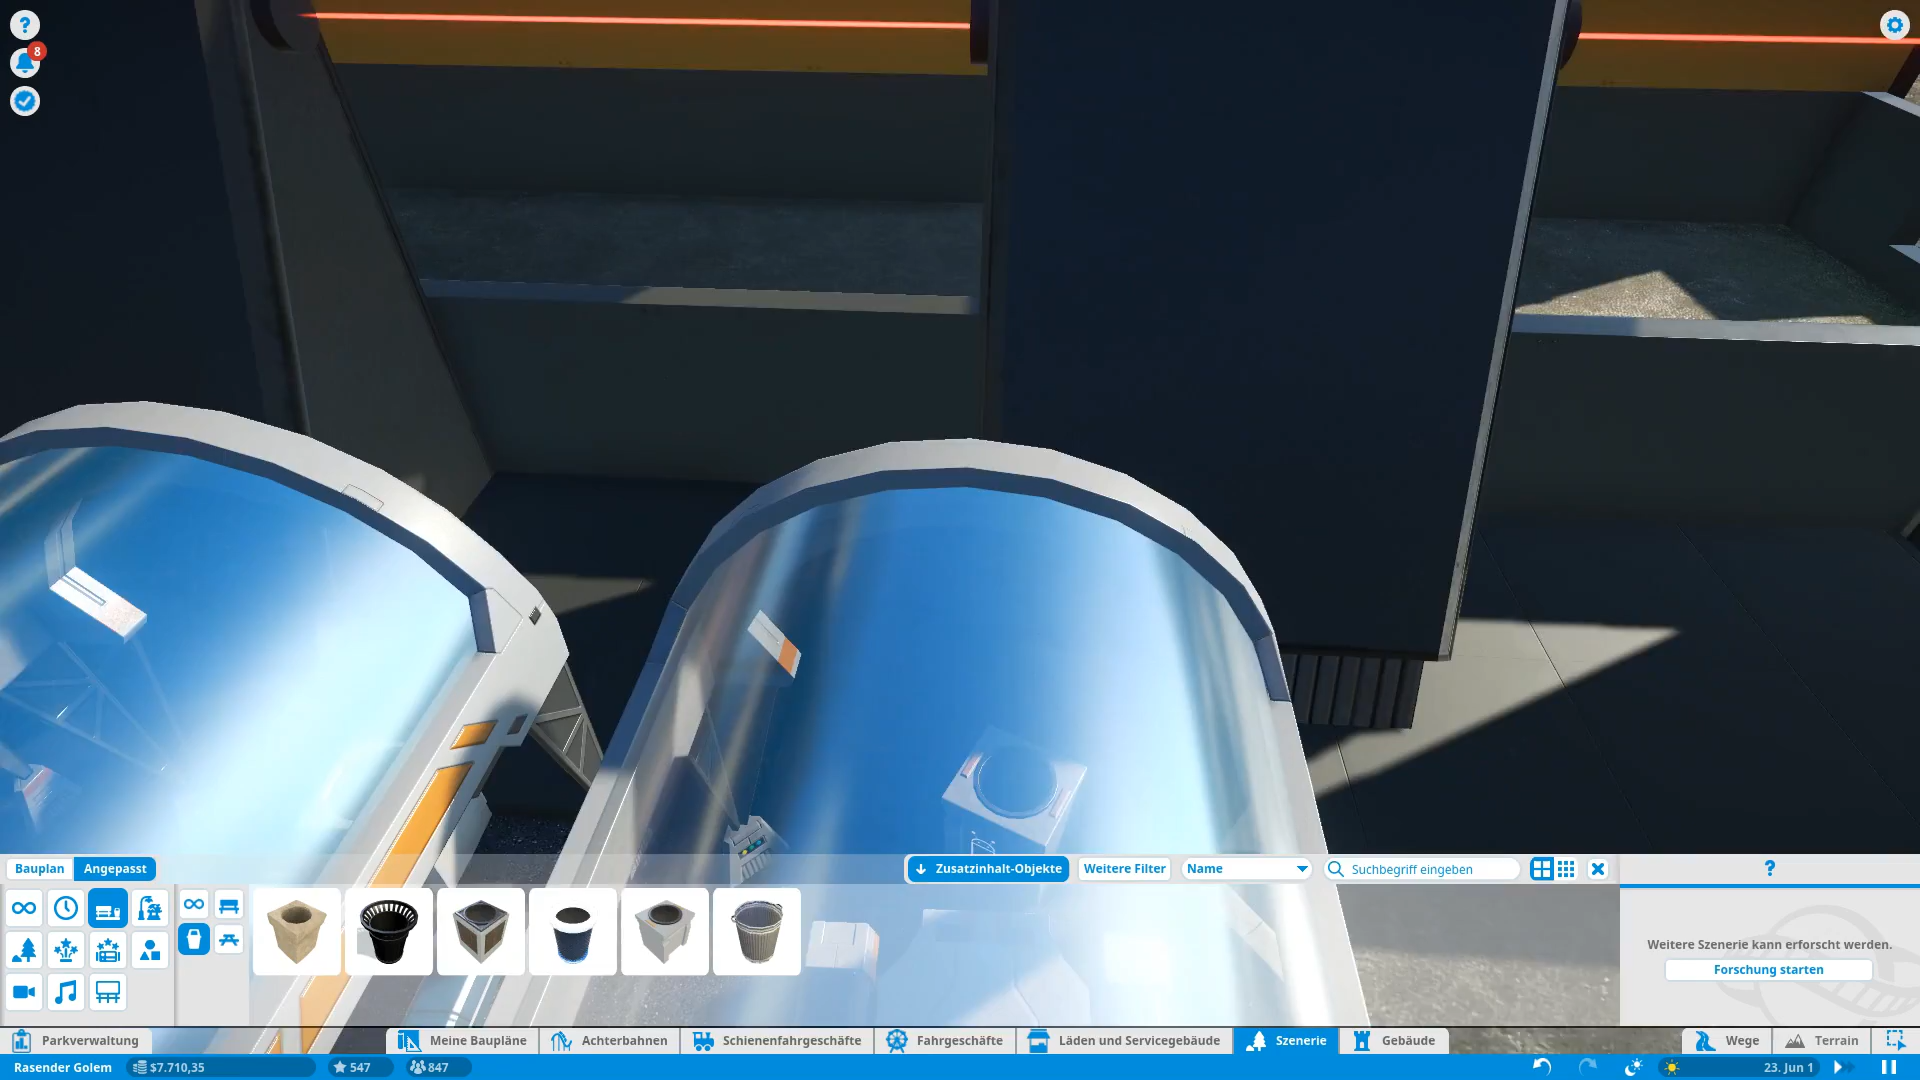 ?
8
Bauplan
Angepasst
Zusatzinhalt-Objekte
Weitere Filter
Name
Suchbegriff eingeben
?
Weitere Szenerie kann erforscht werden.
Forschung starten
Parkverwaltung
Meine Baupläne
Achterbahnen
Schienenfahrgeschäfte
Fahrgeschäfte
Läden und Servicegebäude
Szenerie
Gebäude
Wege
Terrain
Rasender Golem
$7.710,35
547
847
23. Jun 1